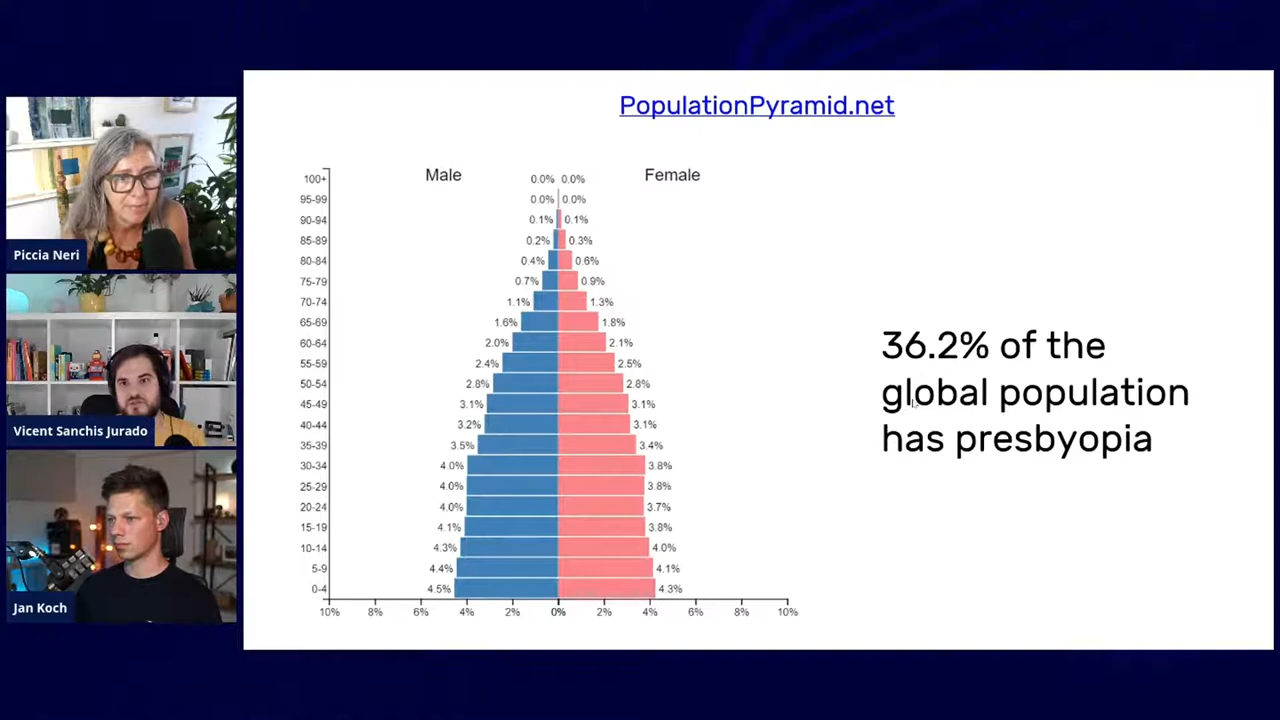 PopulationPyramid.net
Male Female
100+ 0.0% 0.0%
95-99 0.0% 0.0%
90-94 0.1% 0.1%
85-89 0.2% 0.3%
80-84 0.4% 0.6%
75-79 0.7% 0.9%
70-74 1.1% 1.3%
65-69 1.6% 1.8%
60-64 2.0% 2.1%
55-59 2.4% 2.5%
50-54 2.8% 2.8%
45-49 3.1% 3.1%
40-44 3.2% 3.1%
35-39 3.5% 3.4%
30-34 4.0% 3.8%
25-29 4.0% 3.8%
20-24 4.0% 3.7%
15-19 4.1% 3.8%
10-14 4.3% 4.0%
5-9 4.4% 4.1%
0-4 4.5% 4.3%
10% 8% 6% 4% 2% 0% 2% 4% 6% 8% 10%
36.2% of the
global population
has presbyopia
Piccia Neri
Vicent Sanchis Jurado
Jan Koch